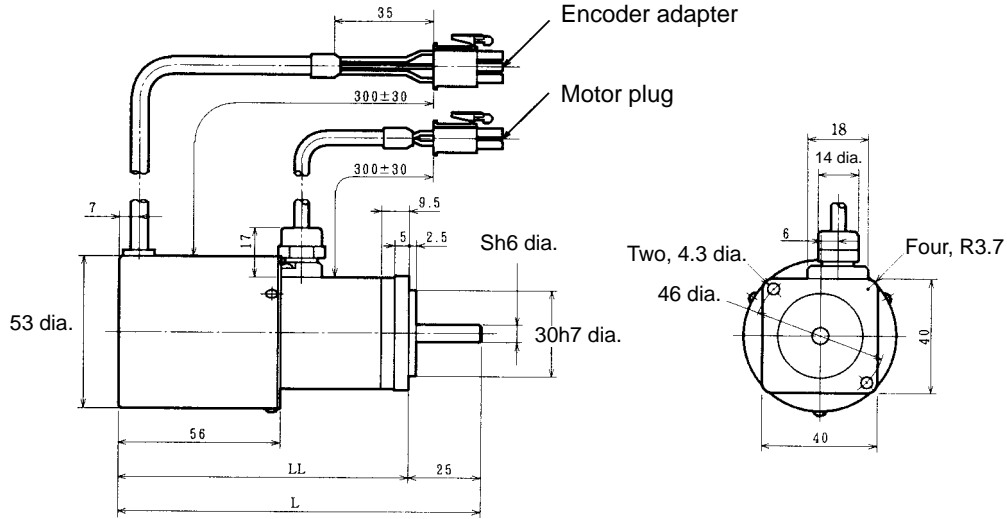 35
Encoder adapter
300±30
Motor plug
300±30
18
14 dia.
7
17
9.5
5
2.5
Sh6 dia.
6
Two, 4.3 dia.
Four, R3.7
46 dia.
53 dia.
30h7 dia.
40
56
40
LL
25
L